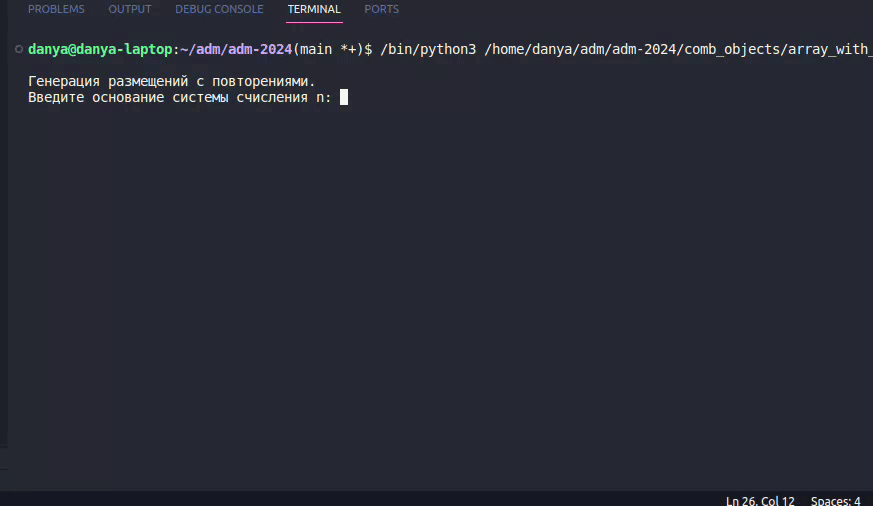 PROBLEMS OUTPUT DEBUG CONSOLE TERMINAL PORTS
danya@danya-laptop:~/adm/adm-2024(main *+)$ /bin/python3 /home/danya/adm/adm-2024/comb_objects/array_with_
Генерация размещений с повторениями.
Введите основание системы счисления n:
Ln 26, Col 12 Spaces: 4